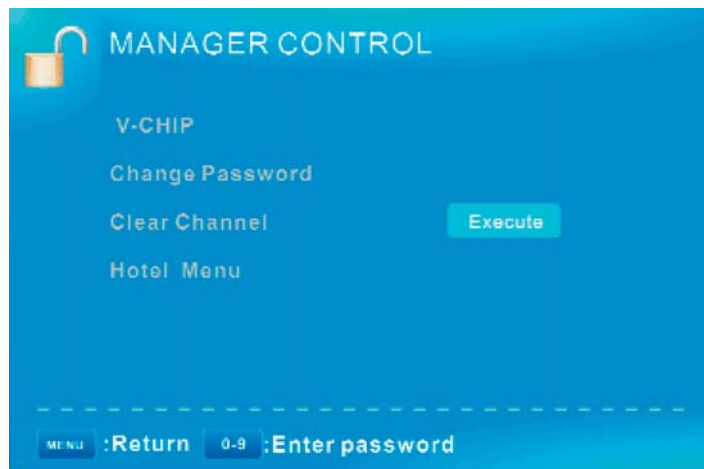 MANAGER CONTROL
V-CHIP
Change Password
Clear Channel Execute
Hotel Menu
MENU :Return 0-9 :Enter password